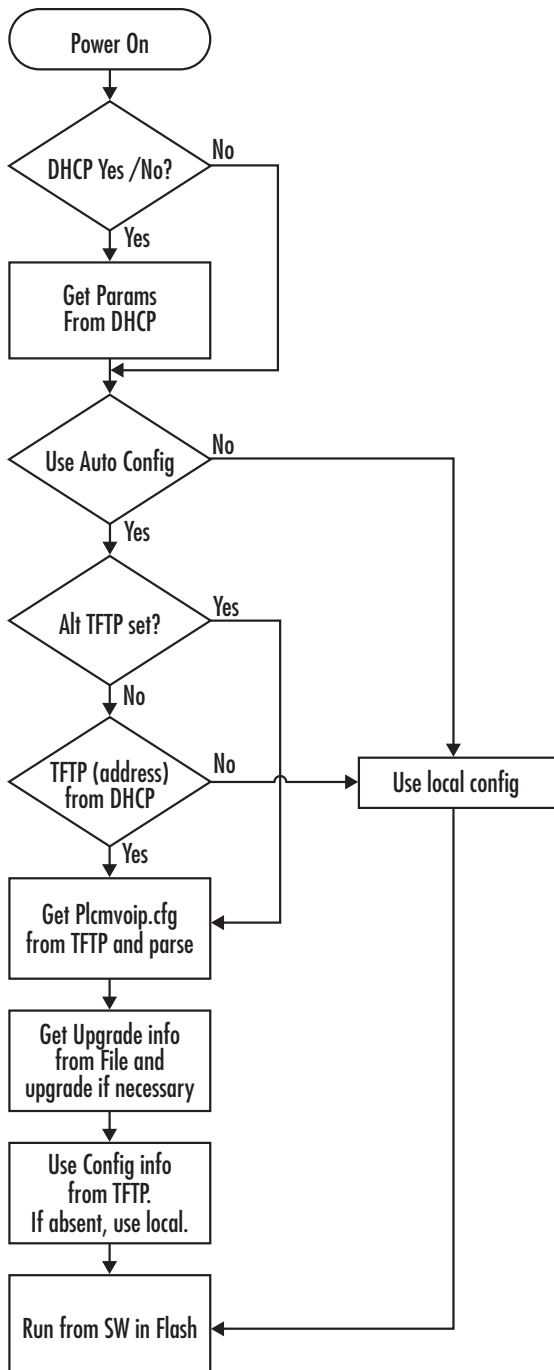 Power On
DHCP Yes /No?
No
Yes
Get Params
From DHCP
Use Auto Config
No
Yes
Alt TFTP set?
Yes
No
TFTP (address)
from DHCP
No
Use local config
Yes
Get Plcmvoip.cfg
from TFTP and parse
Get Upgrade info
from File and
upgrade if necessary
Use Config info
from TFTP.
If absent, use local.
Run from SW in Flash